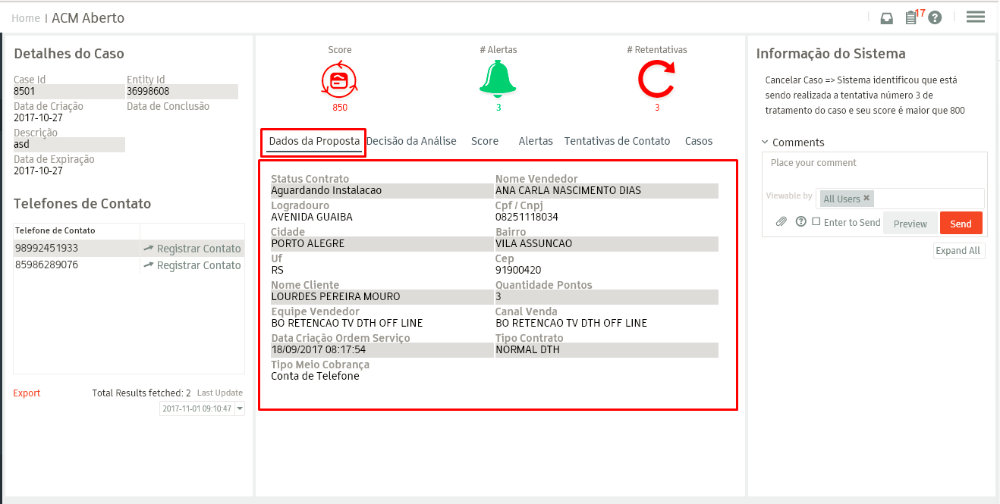 Home | ACM Aberto
17
Detalhes do Caso
Case Id Entity Id
8501 36998608
Data de Criação Data de Conclusão
2017-10-27
Descrição
asd
Data de Expiração
2017-10-27
Telefones de Contato
Telefone de Contato
98992451933 Registrar Contato
85986289076 Registrar Contato
Export Total Results fetched: 2 Last Update
2017-11-01 09:10:47
Score # Alertas # Retentativas
850 3 3
Dados da Proposta Decisão da Análise Score Alertas Tentativas de Contato Casos
Status Contrato Nome Vendedor
Aguardando Instalacao ANA CARLA NASCIMENTO DIAS
Logradouro Cpf / Cnpj
AVENIDA GUAIBA 08251118034
Cidade Bairro
PORTO ALEGRE VILA ASSUNCAO
Uf Cep
RS 91900420
Nome Cliente Quantidade Pontos
LOURDES PEREIRA MOURO 3
Equipe Vendedor Canal Venda
BO RETENCAO TV DTH OFF LINE BO RETENCAO TV DTH OFF LINE
Data Criação Ordem Serviço Tipo Contrato
18/09/2017 08:17:54 NORMAL DTH
Tipo Meio Cobrança
Conta de Telefone
Informação do Sistema
Cancelar Caso => Sistema identificou que está
sendo realizada a tentativa número 3 de
tratamento do caso e seu score é maior que 800
Comments
Place your comment
Viewable by All Users ×
Enter to Send Preview Send
Expand All